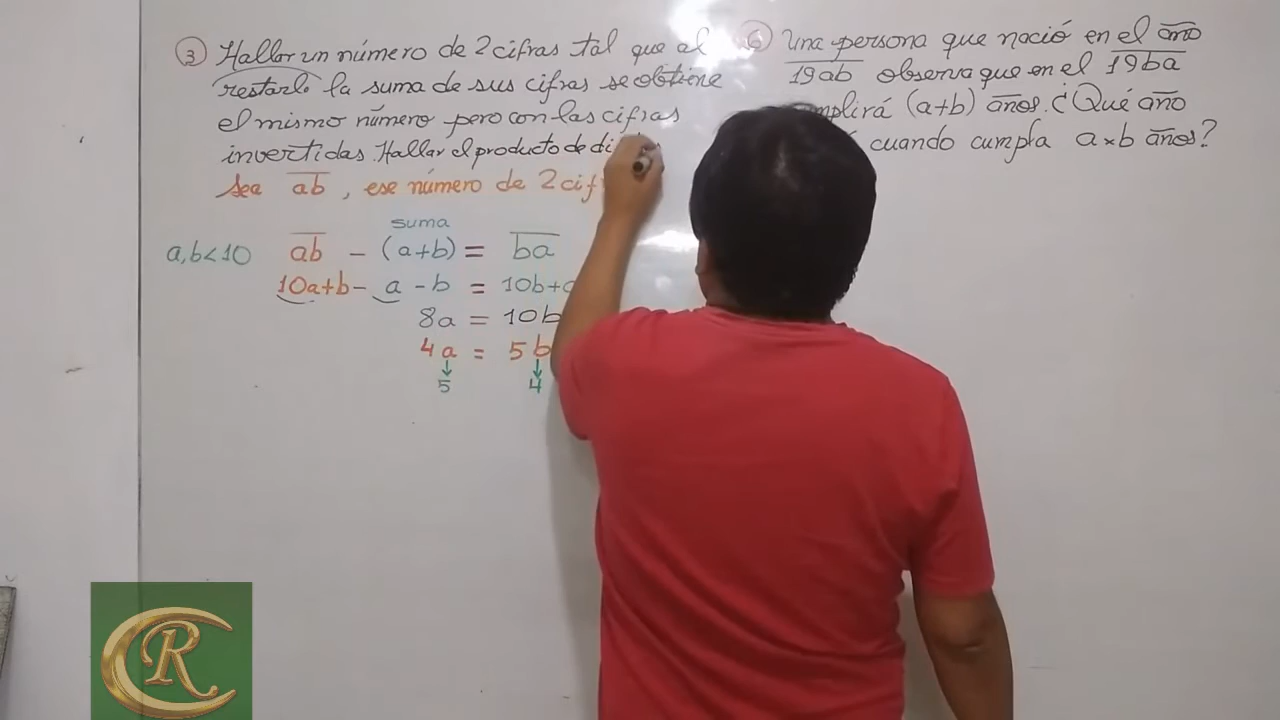 3 Hallar un número de 2 cifras tal que al
restarle la suma de sus cifras se obtiene
el mismo número pero con las cifras
invertidas. Hallar el producto de
Sea ab, ese número de 2
suma
a,b<10 ab - (a+b) = ba
10a+b- a - b = 10b+
8a = 10b
4a = 5b
5 4
6 Una persona que nació en el año
19ab observa que en el 19ba
(a+b) años. ¿Qué año
cuando cumpla a×b años?
CR